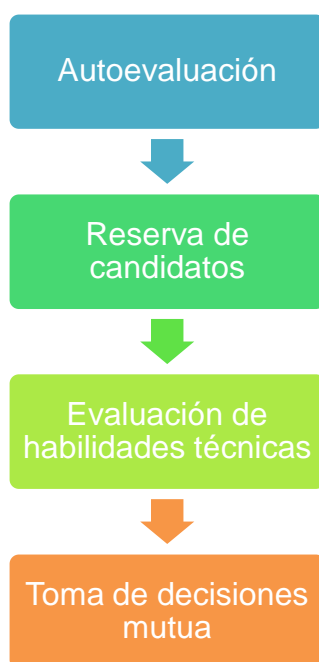 Autoevaluación
Reserva de
candidatos
Evaluación de
habilidades técnicas
Toma de decisiones
mutua